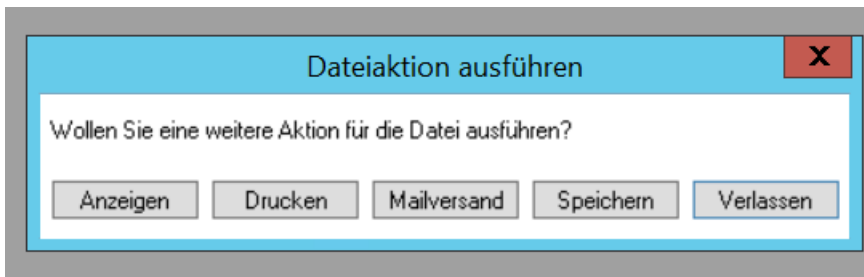 Dateiaktion ausführen
X
Wollen Sie eine weitere Aktion für die Datei ausführen?
Anzeigen Drucken Mailversand Speichern Verlassen